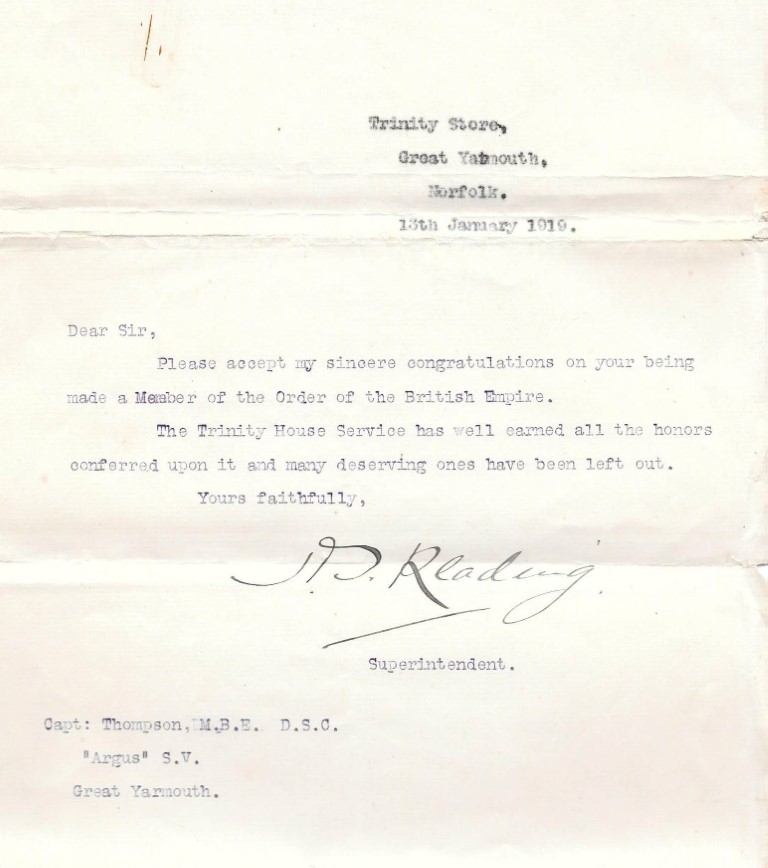 Trinity Store,
Great Yatmouth,
Norfolk.
13th January 1919.
Dear Sir,
Please accept my sincere congratulations on your being
made a Member of the Order of the British Empire.
The Trinity House Service has well earned all the honors
conferred upon it and many deserving ones have been left out.
Yours faithfully,
Reading.
Superintendent.
Capt: Thompson, M.B.E. D.S.C.
"Argus" S.V.
Great Yarmouth.